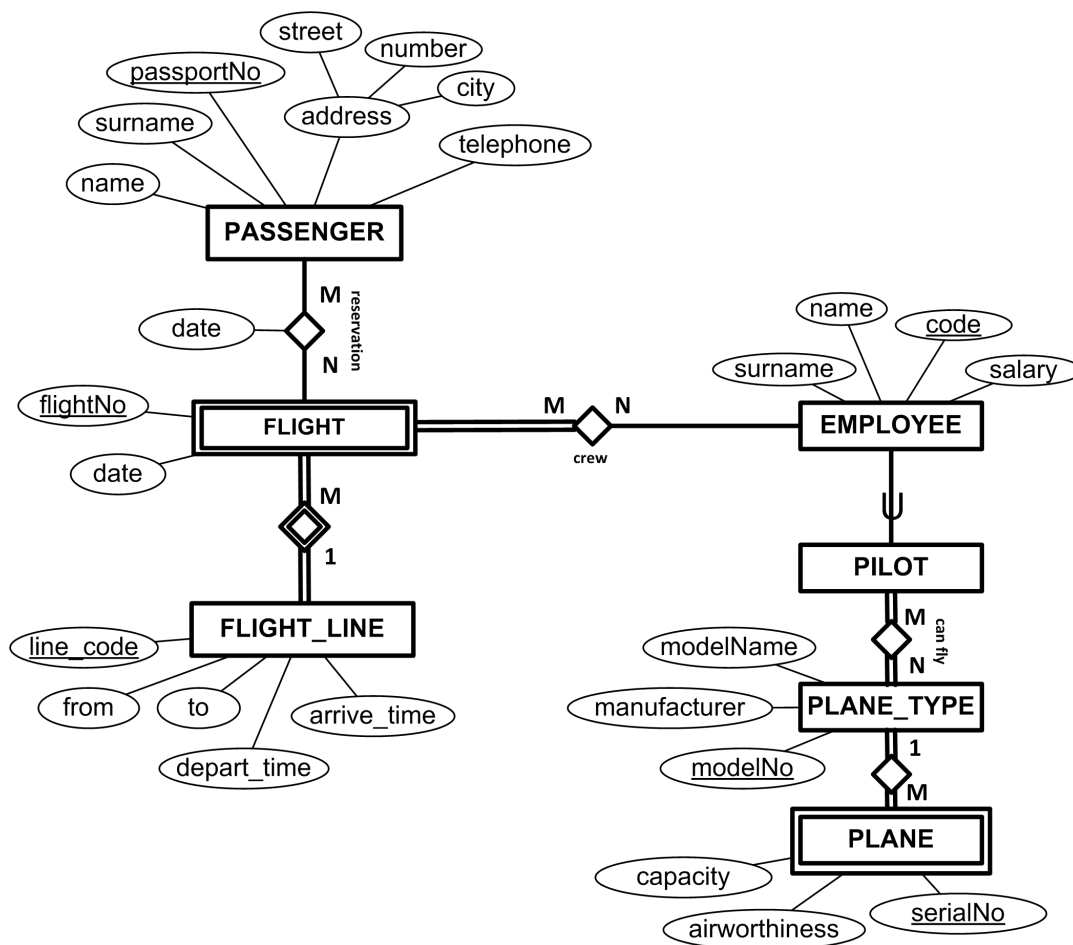 street
number
passportNo
city
address
surname
telephone
name
PASSENGER
M
reservation
date
N
flightNo
FLIGHT
date
M
N
crew
name
code
surname
salary
EMPLOYEE
U
M
1
FLIGHT_LINE
line_code
from
to
arrive_time
depart_time
PILOT
M
can fly
N
modelName
manufacturer
PLANE_TYPE
modelNo
1
M
PLANE
capacity
airworthiness
serialNo